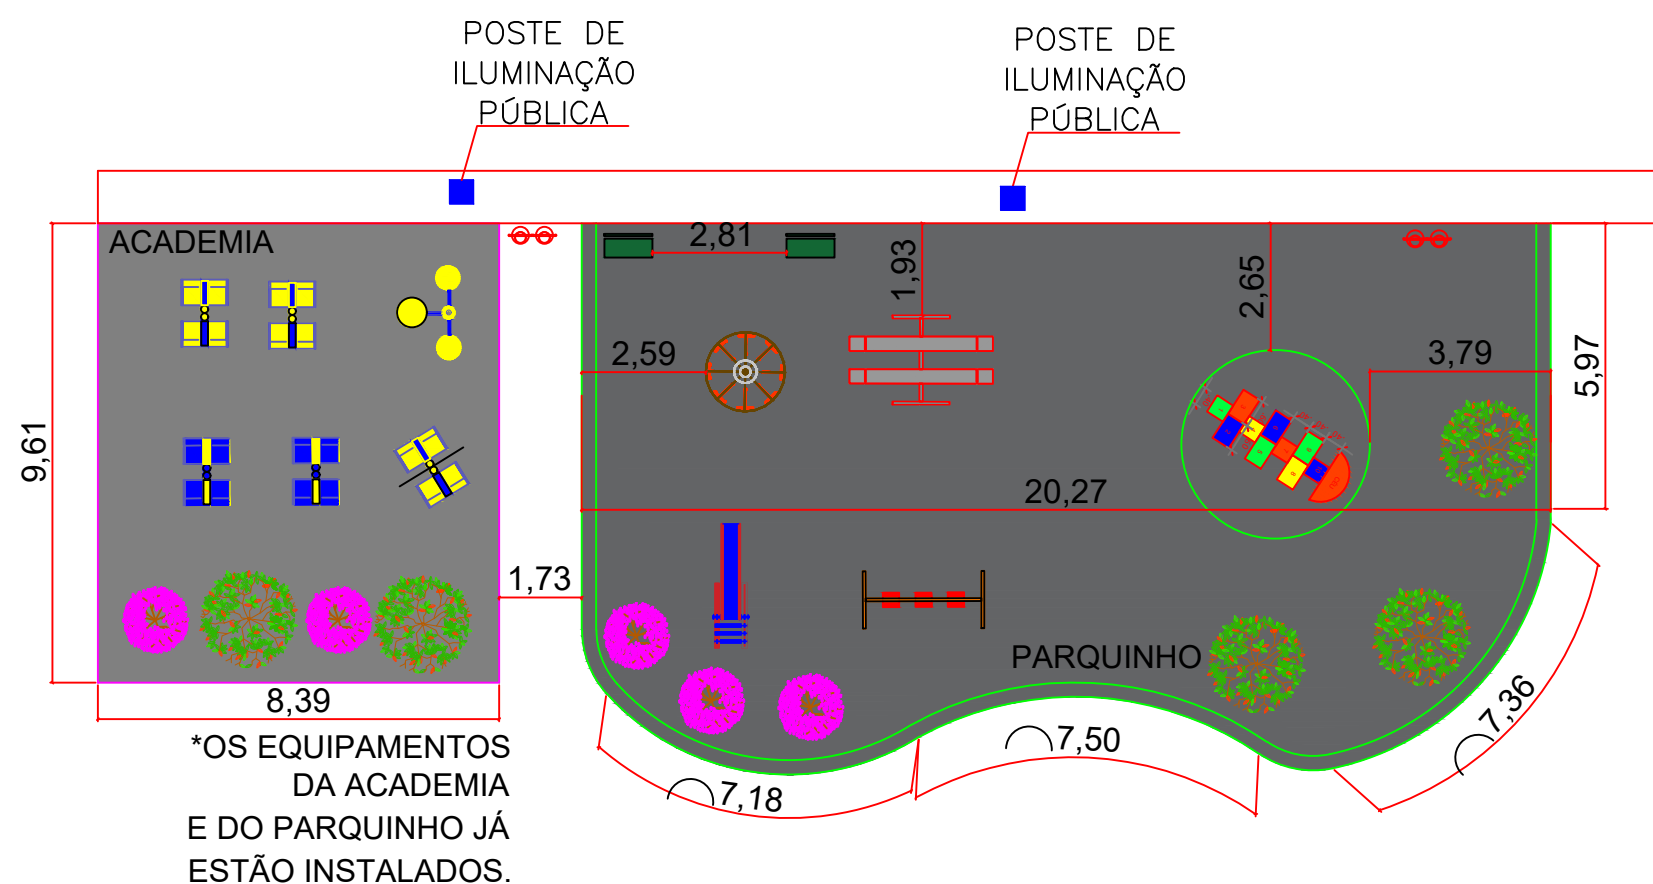 POSTE DE
ILUMINAÇÃO
PÚBLICA
POSTE DE
ILUMINAÇÃO
PÚBLICA
ACADEMIA
2,81
1,93
2,65
2,59
3,79
5,97
9,61
20,27
1,73
PARQUINHO
8,39
7,36
7,50
7,18
*OS EQUIPAMENTOS
DA ACADEMIA
E DO PARQUINHO JÁ
ESTÃO INSTALADOS.